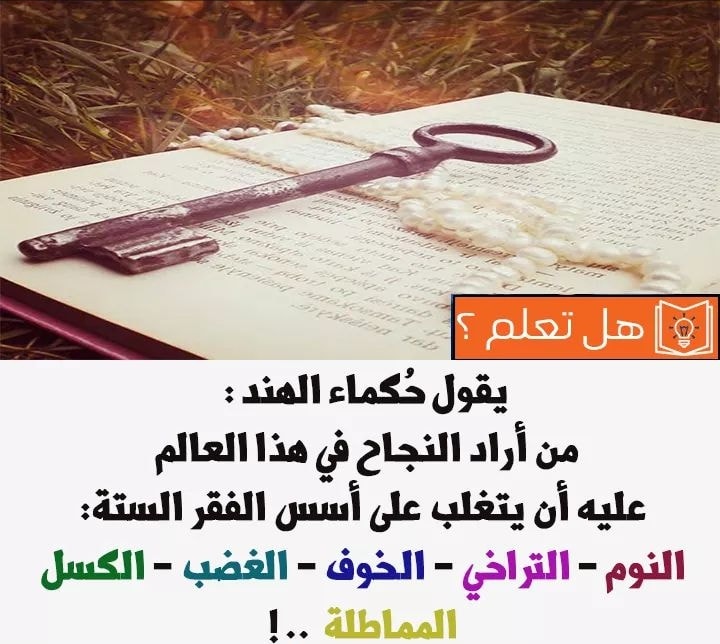 هل تعلم ؟
يقول حُكماء الهند :
من أراد النجاح في هذا العالم
عليه أن يتغلب على أسس الفقر الستة:
النوم - التراخي - الخوف - الغضب - الكسل
المماطلة ..!